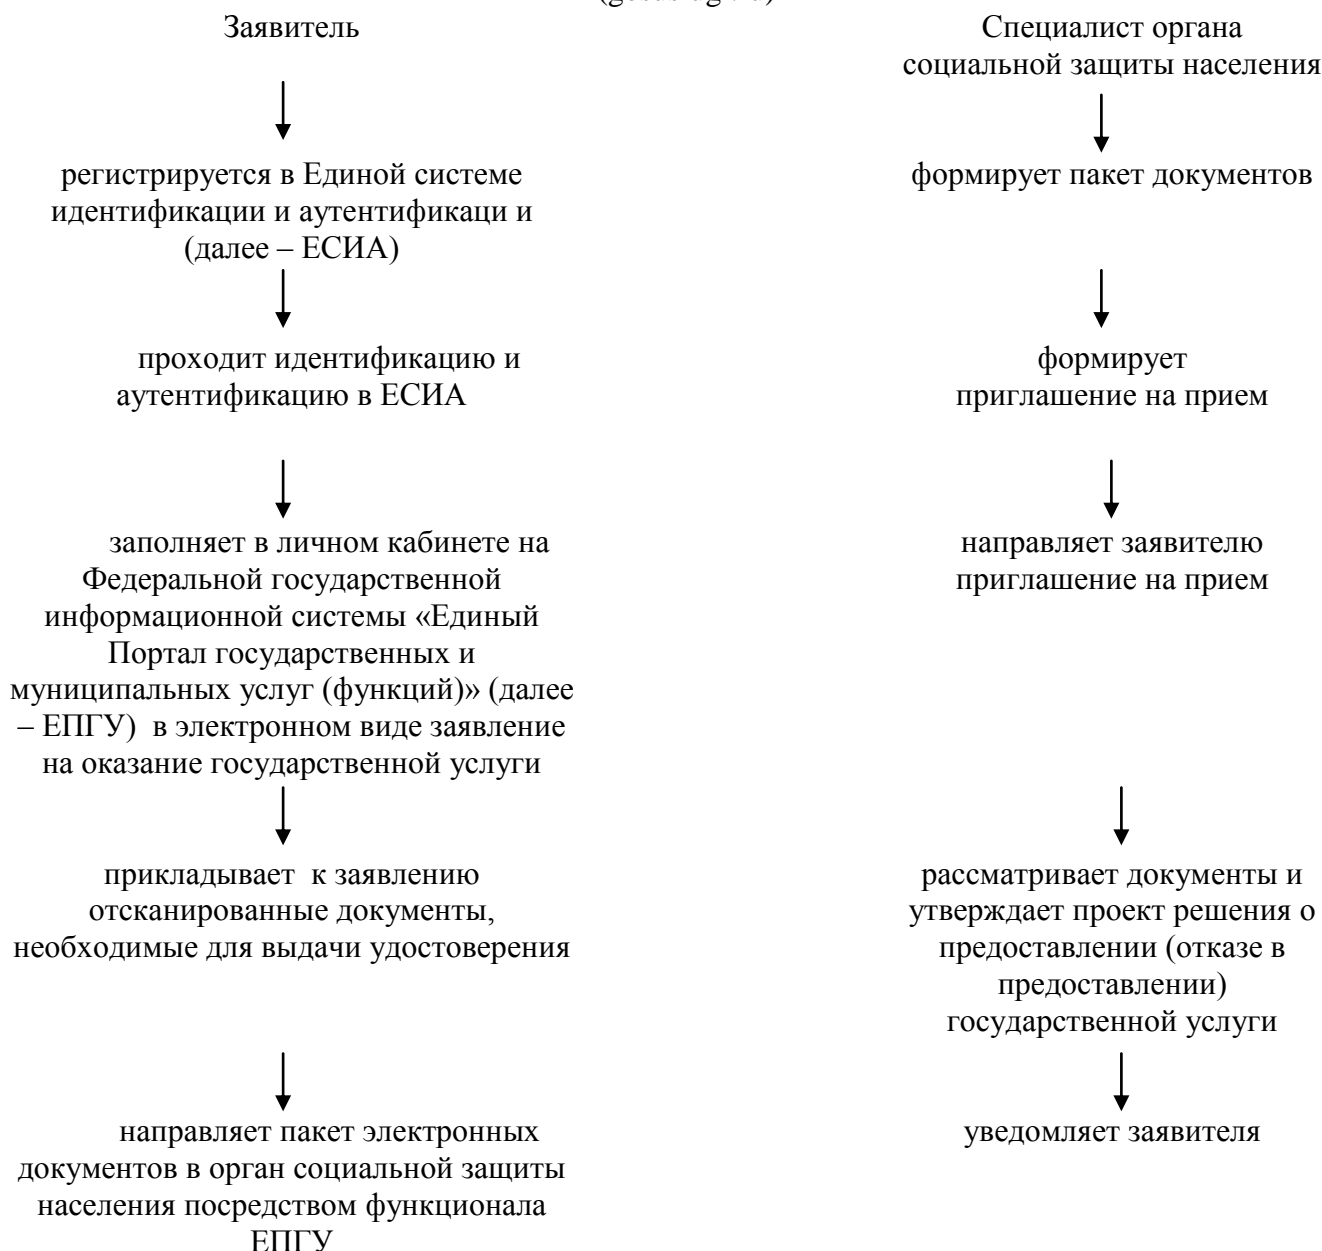 Заявитель
регистрируется в Единой системе
идентификации и аутентификаци и
(далее – ЕСИА)
проходит идентификацию и
аутентификацию в ЕСИА
заполняет в личном кабинете на
Федеральной государственной
информационной системы «Единый
Портал государственных и
муниципальных услуг (функций)» (далее
– ЕПГУ)  в электронном виде заявление
на оказание государственной услуги
прикладывает  к заявлению
отсканированные документы,
необходимые для выдачи удостоверения
направляет пакет электронных
документов в орган социальной защиты
населения посредством функционала
ЕПГУ
Специалист органа
социальной защиты населения
формирует пакет документов
формирует
приглашение на прием
направляет заявителю
приглашение на прием
рассматривает документы и
утверждает проект решения о
предоставлении (отказе в
предоставлении)
государственной услуги
уведомляет заявителя